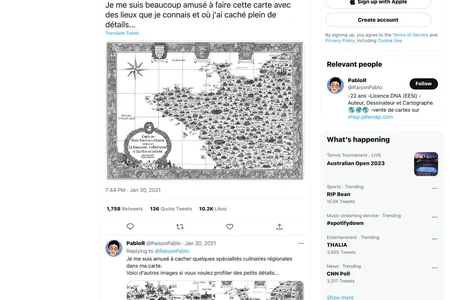 Je me suis beaucoup amusé à faire cette carte avec
des lieux que je connais et où j'ai caché plein de
détails...
Translate Tweet
7:44 PM · Jan 30, 2021
1,758 Retweets 136 Quote Tweets 10.2K Likes
PabloR @RaisonPablo · Jan 30, 2021
Replying to @RaisonPablo
Je me suis amusé à cacher quelques spécialités culinaires régionales
dans ma carte.
Voici d'autres images si vous voulez profiter des petits détails...
Sign up with Apple
Create account
By signing up, you agree to the Terms of Service and
Privacy Policy, including Cookie Use.
Relevant people
PabloR
@RaisonPablo
Follow
-22 ans -Licence DNA (EESI) -
Auteur, Dessinateur et Cartographe
-vente de cartes sur
What's happening
Tennis Tournament · LIVE
Australian Open 2023
Sports · Trending
RIP Bean
Music streaming service · Trending
#spotifydown
Entertainment · Trending
THALIA
3,455 Tweets
News · Trending
CNN Poll
3,317 Tweets
Show more